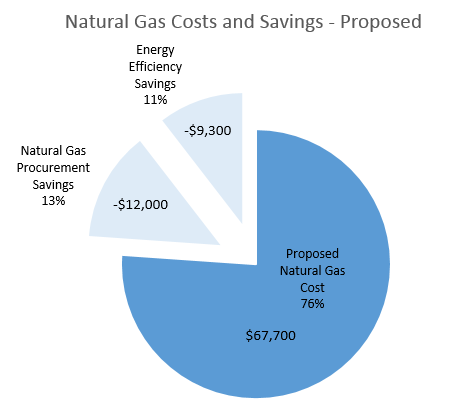 Natural Gas Costs and Savings - Proposed
Energy
Efficiency
Savings
11%
-$9,300
Natural Gas
Procurement
Savings
13%
-$12,000
Proposed
Natural Gas
Cost
76%
$67,700